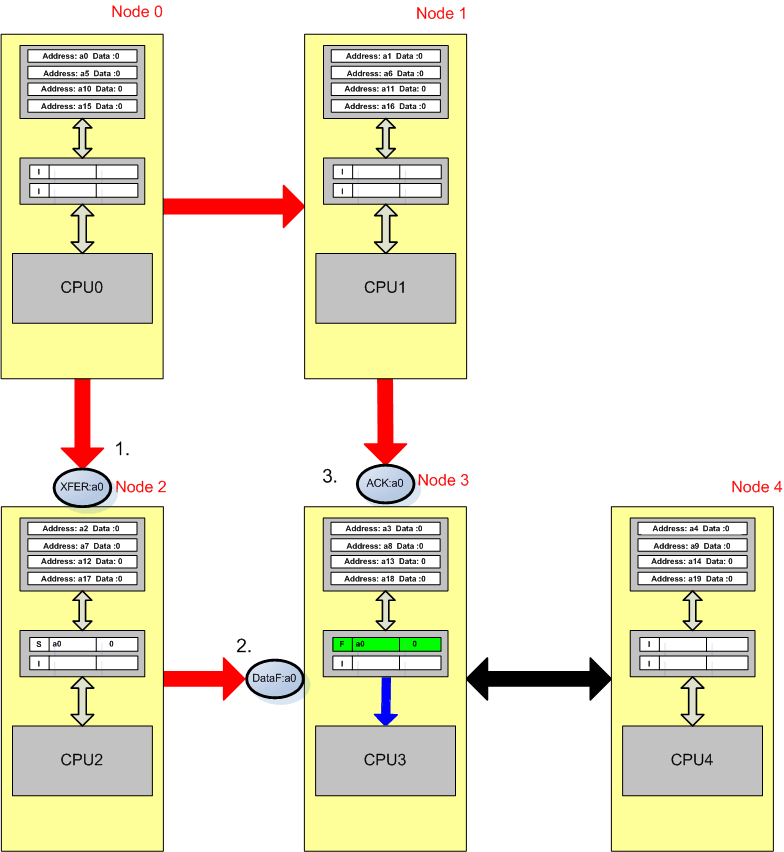 Node 0
Node 1
Address: a0 Data :0
Address: a5 Data :0
Address: a10 Data: 0
Address: a15 Data :0
I
I
CPU0
Address: a1 Data :0
Address: a6 Data :0
Address: a11 Data: 0
Address: a16 Data :0
I
I
CPU1
1.
XFER:a0
Node 2
3.
ACK:a0
Node 3
Node 4
Address: a2 Data :0
Address: a7 Data :0
Address: a12 Data: 0
Address: a17 Data :0
S a0 0
I
CPU2
2.
DataF:a0
Address: a3 Data :0
Address: a8 Data :0
Address: a13 Data: 0
Address: a18 Data :0
F a0 0
I
CPU3
Address: a4 Data :0
Address: a9 Data :0
Address: a14 Data: 0
Address: a19 Data :0
I
I
CPU4